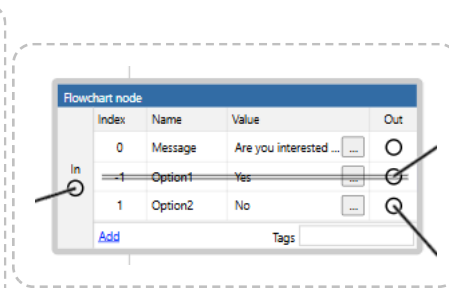 Flowchart node
Index Name Value Out
0 Message Are you interested ... ...
In
-1 Option1 Yes ...
1 Option2 No ...
Add Tags